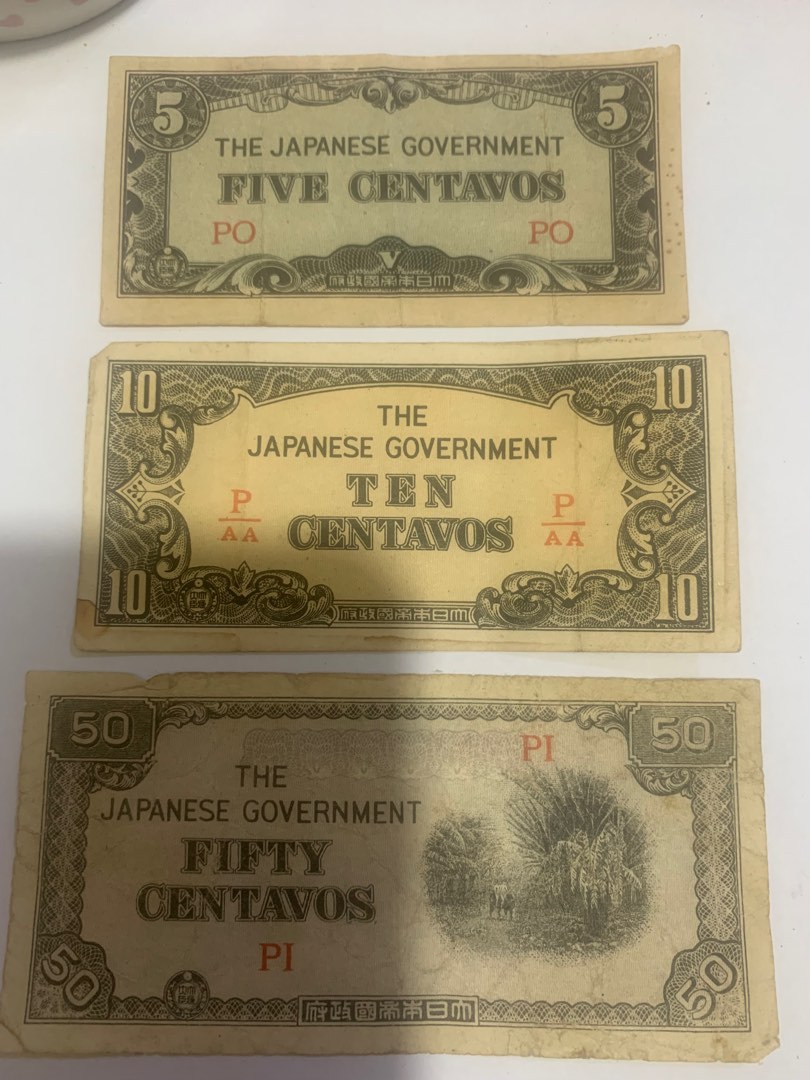 5 5
THE JAPANESE GOVERNMENT
FIVE CENTAVOS
PO PO
V
府政國帝本日大
10 10
THE
JAPANESE GOVERNMENT
TEN
P/AA P/AA
CENTAVOS
10 10
府政國帝本日大
50 50
PI
THE
JAPANESE GOVERNMENT
FIFTY
CENTAVOS
PI
50 50
府政國帝本日大